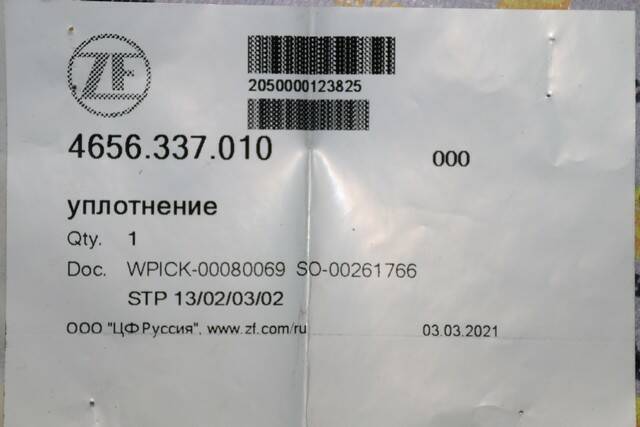 ZF
2050000123825
4656.337.010 000
уплотнение
Qty. 1
Doc. WPICK-00080069 SO-00261766
STP 13/02/03/02
ООО "ЦФ Руссия", www.zf.com/ru 03.03.2021